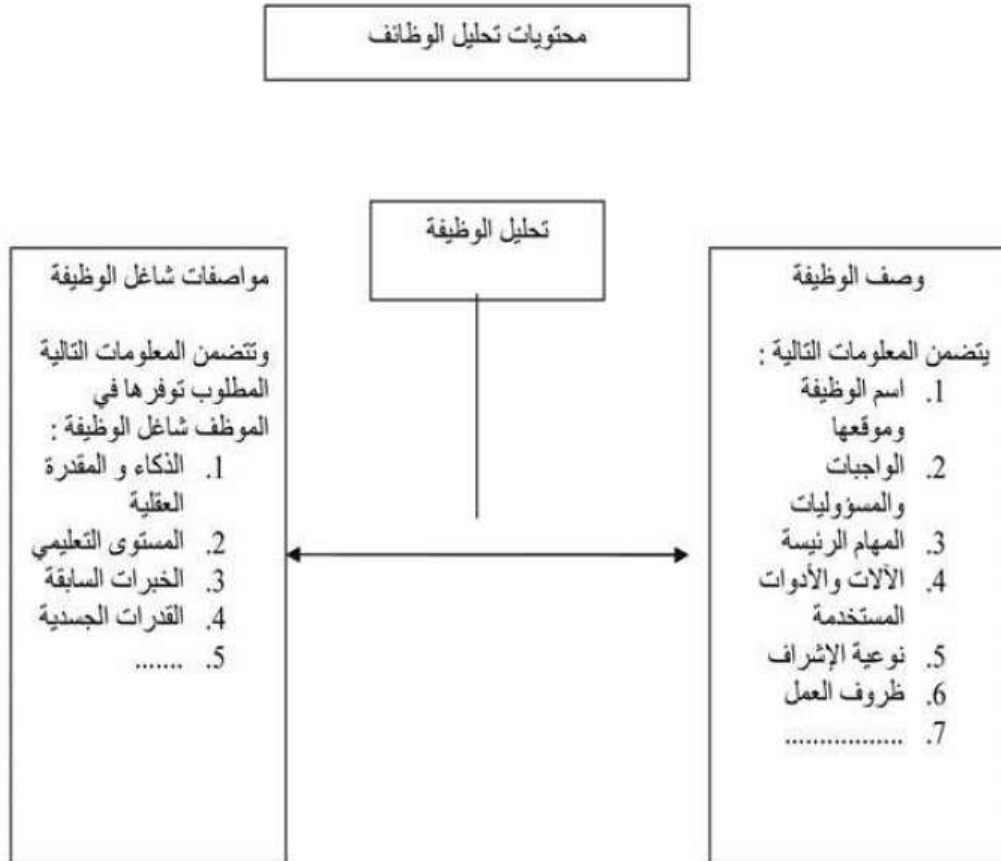 محتويات تحليل الوظائف
تحليل الوظيفة
وصف الوظيفة
يتضمن المعلومات التالية :
1. اسم الوظيفة
وموقعها
2. الواجبات
والمسؤوليات
3. المهام الرئيسة
4. الآلات والأدوات
المستخدمة
5. نوعية الإشراف
6. ظروف العمل
7. .................
مواصفات شاغل الوظيفة
وتتضمن المعلومات التالية
المطلوب توفرها في
الموظف شاغل الوظيفة :
1. الذكاء و المقدرة
العقلية
2. المستوى التعليمي
3. الخبرات السابقة
4. القدرات الجسدية
5. .......